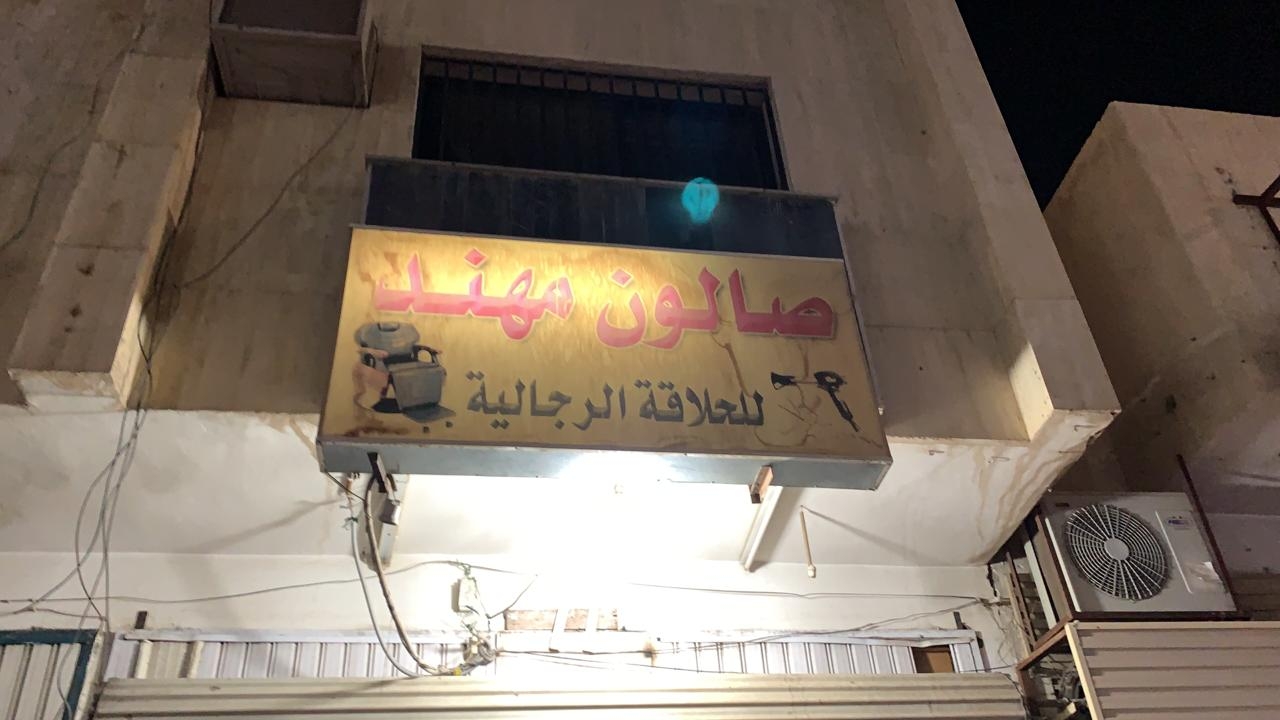 صالون مهند
للحلاقة الرجالية